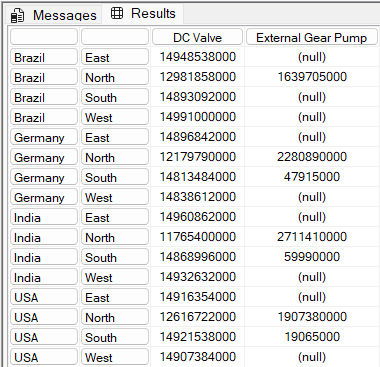 Messages Results
DC Valve External Gear Pump
Brazil East 14948538000 (null)
Brazil North 12981858000 1639705000
Brazil South 14893092000 (null)
Brazil West 14991000000 (null)
Germany East 14896842000 (null)
Germany North 12179790000 2280890000
Germany South 14813484000 47915000
Germany West 14838612000 (null)
India East 14960862000 (null)
India North 11765400000 2711410000
India South 14868996000 59990000
India West 14932632000 (null)
USA East 14916354000 (null)
USA North 12616722000 1907380000
USA South 14921538000 19065000
USA West 14907384000 (null)